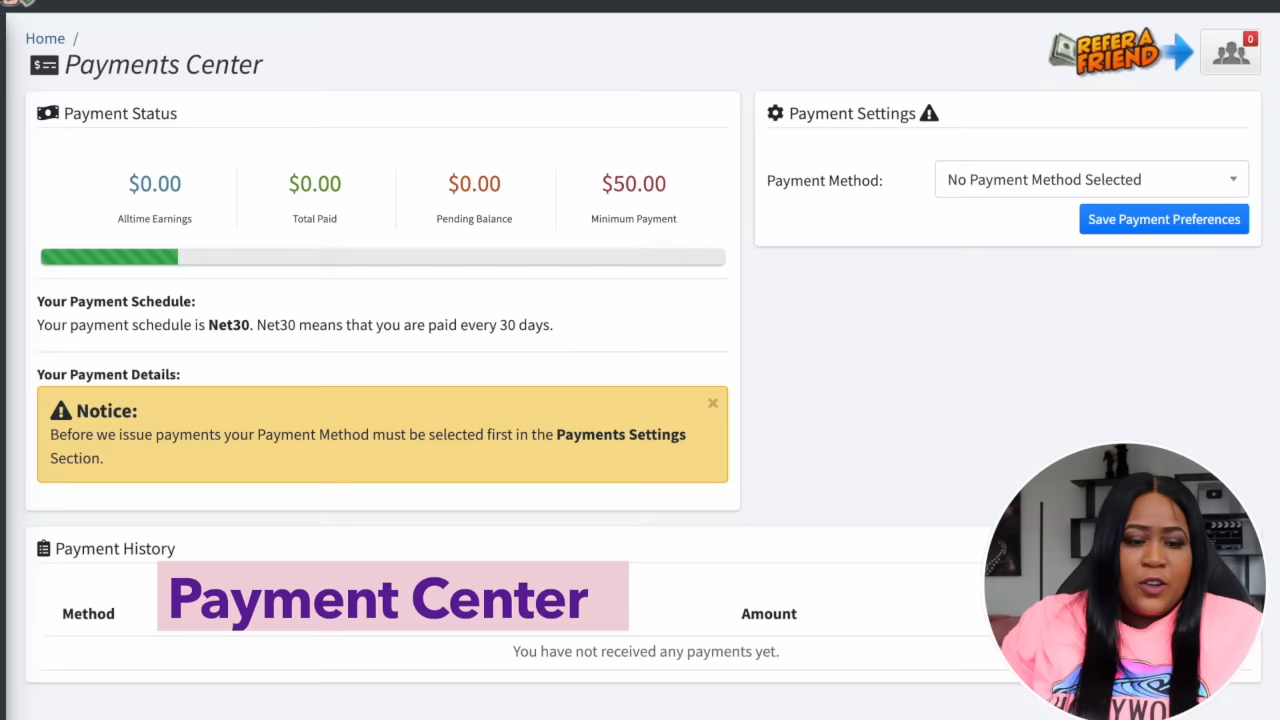 Home /
Payments Center
REFER A
FRIEND
0
Payment Status
$0.00
Alltime Earnings
$0.00
Total Paid
$0.00
Pending Balance
$50.00
Minimum Payment
Your Payment Schedule:
Your payment schedule is Net30. Net30 means that you are paid every 30 days.
Your Payment Details:
Notice:
Before we issue payments your Payment Method must be selected first in the Payments Settings
Section.
Payment Settings
Payment Method:
No Payment Method Selected
Save Payment Preferences
Payment History
Method
Payment Center
Amount
You have not received any payments yet.